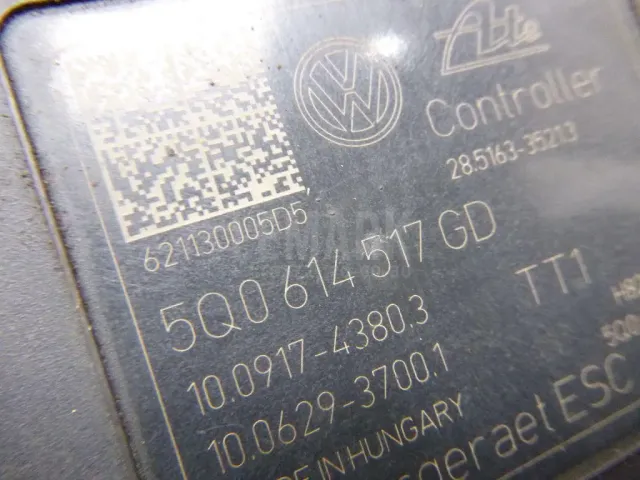 Ate
Controller
28.5163-35213
621130005D5
5Q0 614 517 GD
TT1
10.0917-4380.3
10.0629-3700.1
IN HUNGARY
ESC